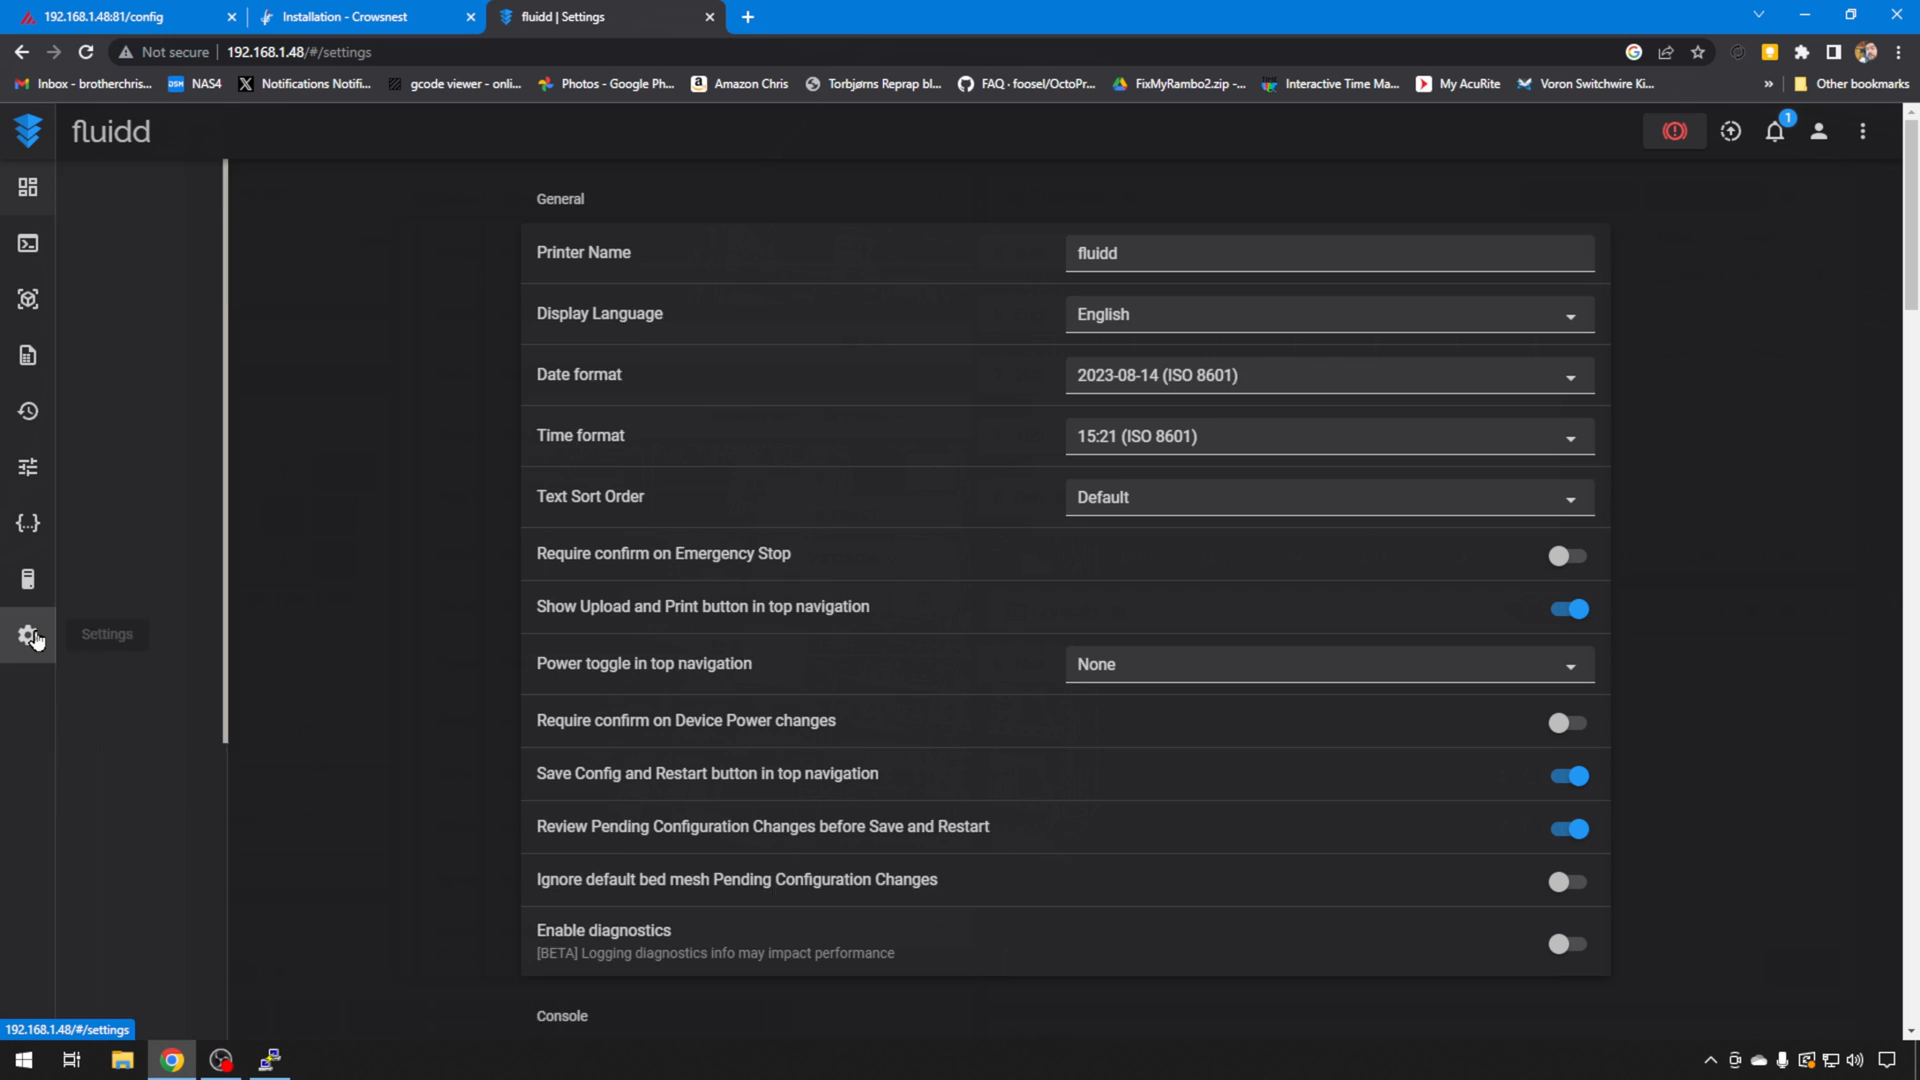 192.168.1.48:81/config
Installation - Crowsnest
fluidd | Settings
Not secure
192.168.1.48/#/settings
Inbox - brotherchris...
DSM NAS4
Notifications Notifi...
gcode viewer - onli...
Photos - Google Ph...
Amazon Chris
Torbjørns Reprap bl...
FAQ · foosel/OctoPr...
FixMyRambo2.zip -...
Interactive Time Ma...
My AcuRite
Voron Switchwire Ki...
»
Other bookmarks
fluidd
1
General
Printer Name
fluidd
Display Language
English
Date format
2023-08-14 (ISO 8601)
Time format
15:21 (ISO 8601)
Text Sort Order
Default
Require confirm on Emergency Stop
Show Upload and Print button in top navigation
Settings
Power toggle in top navigation
None
Require confirm on Device Power changes
Save Config and Restart button in top navigation
Review Pending Configuration Changes before Save and Restart
Ignore default bed mesh Pending Configuration Changes
Enable diagnostics
[BETA] Logging diagnostics info may impact performance
Console
192.168.1.48/#/settings